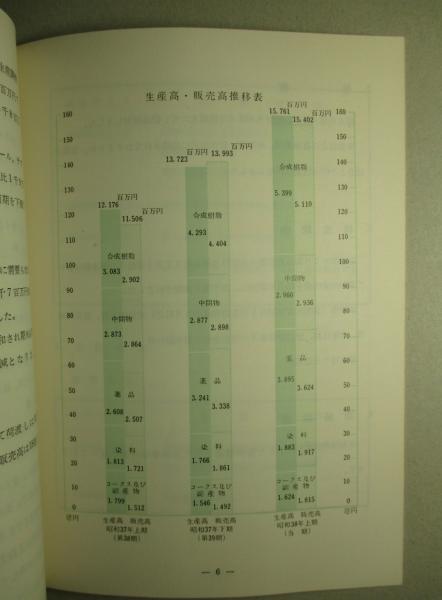 生産高・販売高推移表
百万円
15.761
百万円
15.402
百万円
13.723
百万円
13.993
百万円
12.176
百万円
11.506
160
150
140
130
120
110
100
90
80
70
60
50
40
30
20
10
0
億円
合成樹脂
3.083
2.902
中間物
2.873
2.864
薬品
2.608
2.507
染料
1.813
1.721
コークス及び
副産物
1.799
1.512
合成樹脂
4.293
4.404
中間物
2.877
2.898
薬品
3.241
3.338
染料
1.766
1.861
コークス及び
副産物
1.546
1.492
合成樹脂
5.399
5.110
中間物
2.960
2.936
薬品
3.895
3.624
染料
1.883
1.917
コークス及び
副産物
1.624
1.815
160
150
140
130
120
110
100
90
80
70
60
50
40
30
20
10
0
億円
生産高 販売高
昭和37年上期
(第38期)
生産高 販売高
昭和37年下期
(第39期)
生産高 販売高
昭和38年上期
(当 期)
— 6 —